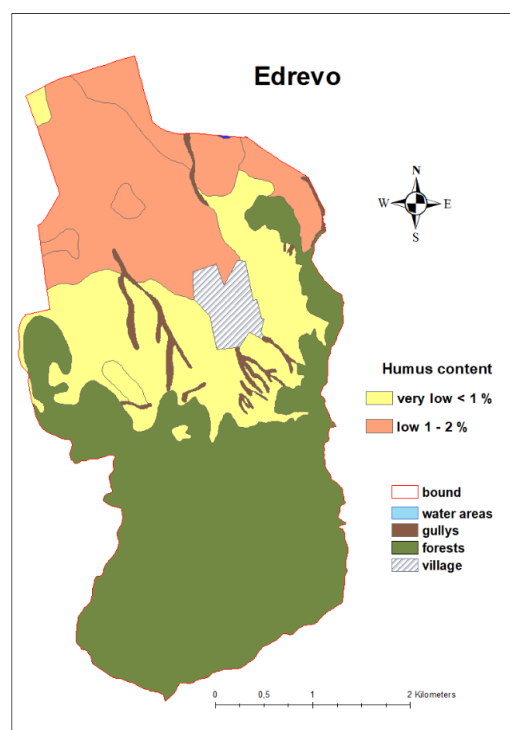 Edrevo
N
W E
S
Humus content
very low < 1 %
low 1 - 2 %
bound
water areas
gullys
forests
village
0 0,5 1 2 Kilometers